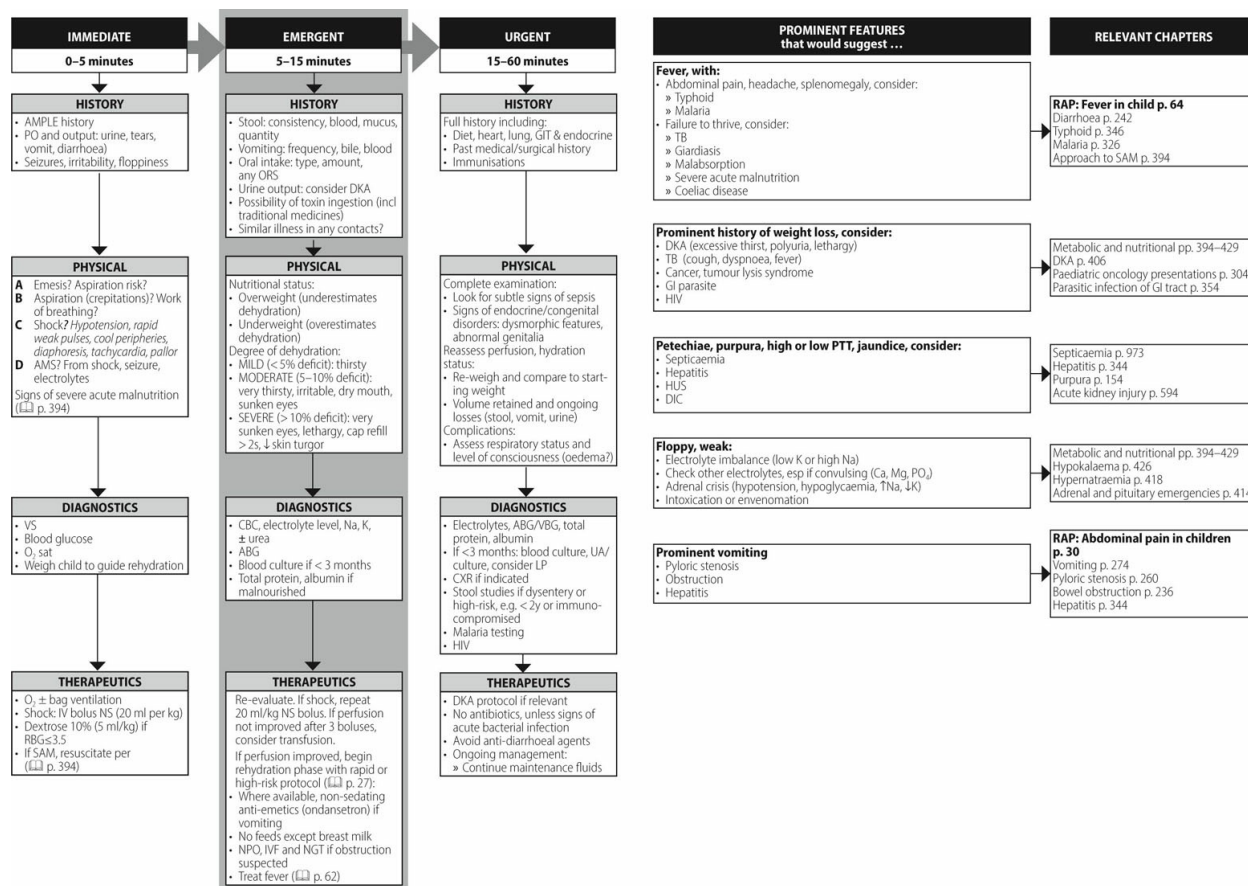 IMMEDIATE
0–5 minutes
HISTORY
• AMPLE history
• PO and output: urine, tears,
vomit, diarrhoea)
• Seizures, irritability, floppiness
PHYSICAL
A Emesis? Aspiration risk?
B Aspiration (crepitations)? Work
of breathing?
C Shock? Hypotension, rapid
weak pulses, cool peripheries,
diaphoresis, tachycardia, pallor
D AMS? From shock, seizure,
electrolytes
Signs of severe acute malnutrition
(🕮 p. 394)
DIAGNOSTICS
• VS
• Blood glucose
• O₂ sat
• Weigh child to guide rehydration
THERAPEUTICS
• O₂ ± bag ventilation
• Shock: IV bolus NS (20 ml per kg)
• Dextrose 10% (5 ml/kg) if
RBG≤3.5
• If SAM, resuscitate per
(🕮 p. 394)
EMERGENT
5–15 minutes
HISTORY
• Stool: consistency, blood, mucus,
quantity
• Vomiting: frequency, bile, blood
• Oral intake: type, amount,
any ORS
• Urine output: consider DKA
• Possibility of toxin ingestion (incl
traditional medicines)
• Similar illness in any contacts?
PHYSICAL
Nutritional status:
• Overweight (underestimates
dehydration)
• Underweight (overestimates
dehydration)
Degree of dehydration:
• MILD (< 5% deficit): thirsty
• MODERATE (5–10% deficit):
very thirsty, irritable, dry mouth,
sunken eyes
• SEVERE (> 10% deficit): very
sunken eyes, lethargy, cap refill
> 2s, ↓ skin turgor
DIAGNOSTICS
• CBC, electrolyte level, Na, K,
± urea
• ABG
• Blood culture if < 3 months
• Total protein, albumin if
malnourished
THERAPEUTICS
Re-evaluate. If shock, repeat
20 ml/kg NS bolus. If perfusion
not improved after 3 boluses,
consider transfusion.
If perfusion improved, begin
rehydration phase with rapid or
high-risk protocol (🕮 p. 27):
• Where available, non-sedating
anti-emetics (ondansetron) if
vomiting
• No feeds except breast milk
• NPO, IVF and NGT if obstruction
suspected
• Treat fever (🕮 p. 62)
URGENT
15–60 minutes
HISTORY
Full history including:
• Diet, heart, lung, GIT & endocrine
• Past medical/surgical history
• Immunisations
PHYSICAL
Complete examination:
• Look for subtle signs of sepsis
• Signs of endocrine/congenital
disorders: dysmorphic features,
abnormal genitalia
Reassess perfusion, hydration
status:
• Re-weigh and compare to start-
ing weight
• Volume retained and ongoing
losses (stool, vomit, urine)
Complications:
• Assess respiratory status and
level of consciousness (oedema?)
DIAGNOSTICS
• Electrolytes, ABG/VBG, total
protein, albumin
• If <3 months: blood culture, UA/
culture, consider LP
• CXR if indicated
• Stool studies if dysentery or
high-risk, e.g. < 2y or immuno-
compromised
• Malaria testing
• HIV
THERAPEUTICS
• DKA protocol if relevant
• No antibiotics, unless signs of
acute bacterial infection
• Avoid anti-diarrhoeal agents
• Ongoing management:
» Continue maintenance fluids
PROMINENT FEATURES
that would suggest ...
Fever, with:
• Abdominal pain, headache, splenomegaly, consider:
» Typhoid
» Malaria
• Failure to thrive, consider:
» TB
» Giardiasis
» Malabsorption
» Severe acute malnutrition
» Coeliac disease
Prominent history of weight loss, consider:
• DKA (excessive thirst, polyuria, lethargy)
• TB (cough, dyspnoea, fever)
• Cancer, tumour lysis syndrome
• GI parasite
• HIV
Petechiae, purpura, high or low PTT, jaundice, consider:
• Septicaemia
• Hepatitis
• HUS
• DIC
Floppy, weak:
• Electrolyte imbalance (low K or high Na)
• Check other electrolytes, esp if convulsing (Ca, Mg, PO₄)
• Adrenal crisis (hypotension, hypoglycaemia, ↑Na, ↓K)
• Intoxication or envenomation
Prominent vomiting
• Pyloric stenosis
• Obstruction
• Hepatitis
RELEVANT CHAPTERS
RAP: Fever in child p. 64
Diarrhoea p. 242
Typhoid p. 346
Malaria p. 326
Approach to SAM p. 394
Metabolic and nutritional pp. 394–429
DKA p. 406
Paediatric oncology presentations p. 304
Parasitic infection of GI tract p. 354
Septicaemia p. 973
Hepatitis p. 344
Purpura p. 154
Acute kidney injury p. 594
Metabolic and nutritional pp. 394–429
Hypokalaema p. 426
Hypernatraemia p. 418
Adrenal and pituitary emergencies p. 414
RAP: Abdominal pain in children
p. 30
Vomiting p. 274
Pyloric stenosis p. 260
Bowel obstruction p. 236
Hepatitis p. 344